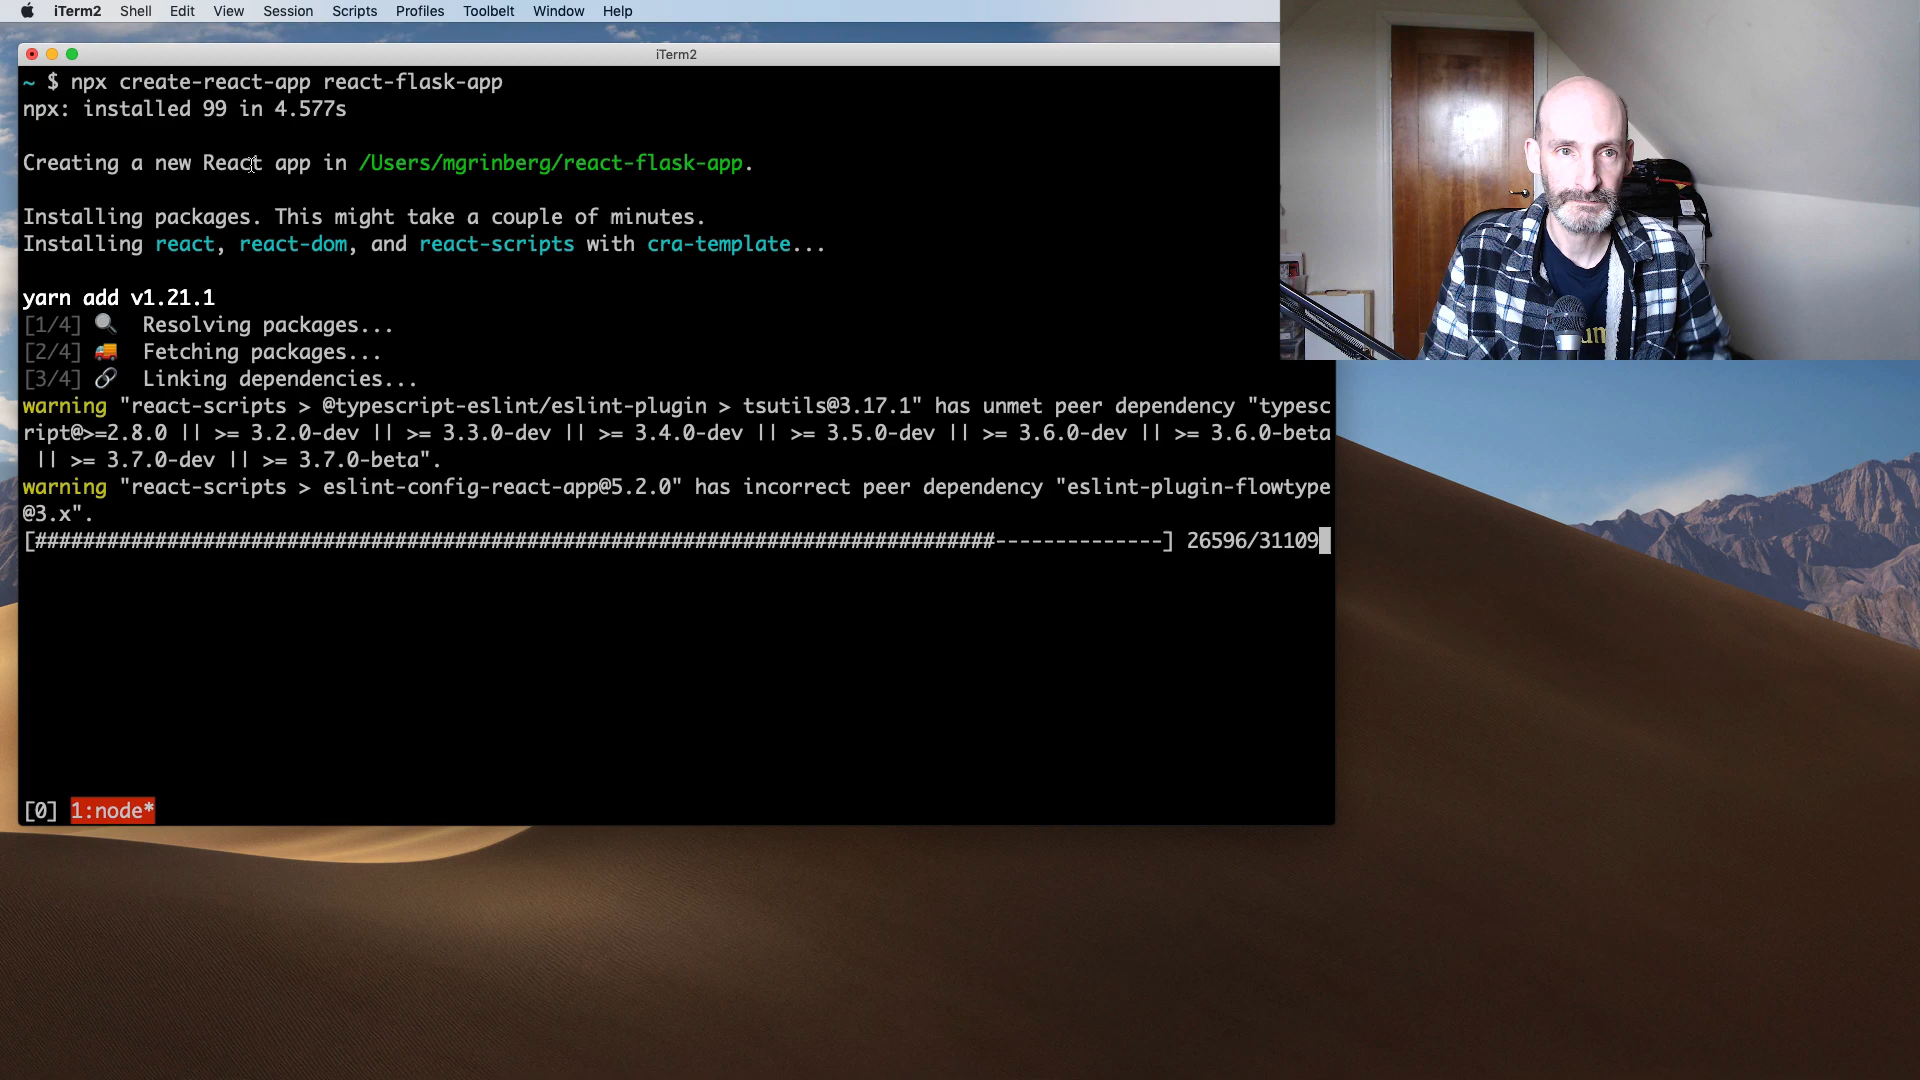 iTerm2 Shell Edit View Session Scripts Profiles Toolbelt Window Help
iTerm2
~ $ npx create-react-app react-flask-app
npx: installed 99 in 4.577s
Creating a new React app in /Users/mgrinberg/react-flask-app.
Installing packages. This might take a couple of minutes.
Installing react, react-dom, and react-scripts with cra-template...
yarn add v1.21.1
[1/4] 🔍 Resolving packages...
[2/4] 🚚 Fetching packages...
[3/4] 🔗 Linking dependencies...
warning "react-scripts > @typescript-eslint/eslint-plugin > tsutils@3.17.1" has unmet peer dependency "typesc
ript@>=2.8.0 || >= 3.2.0-dev || >= 3.3.0-dev || >= 3.4.0-dev || >= 3.5.0-dev || >= 3.6.0-dev || >= 3.6.0-beta
|| >= 3.7.0-dev || >= 3.7.0-beta".
warning "react-scripts > eslint-config-react-app@5.2.0" has incorrect peer dependency "eslint-plugin-flowtype
@3.x".
[################################################################################--------------] 26596/31109
[0] 1:node*